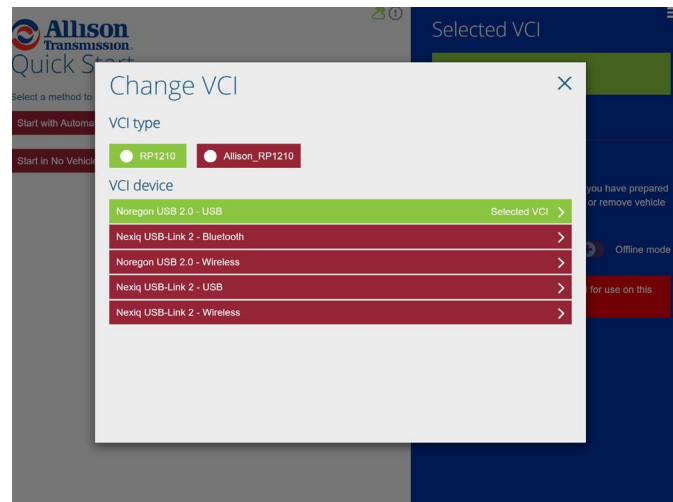 Allison
Transmission.
Quick
Select a method to
Start with
Start in No Vehicle
Selected VCI
Change VCI
VCI type
RP1210
Allison_RP1210
VCI device
Noregon USB 2.0 - USB
Selected VCI
Nexiq USB-Link 2 - Bluetooth
Noregon USB 2.0 - Wireless
Nexiq USB-Link 2 - USB
Nexiq USB-Link 2 - Wireless
you have prepared
or remove vehicle
Offline mode
for use on this